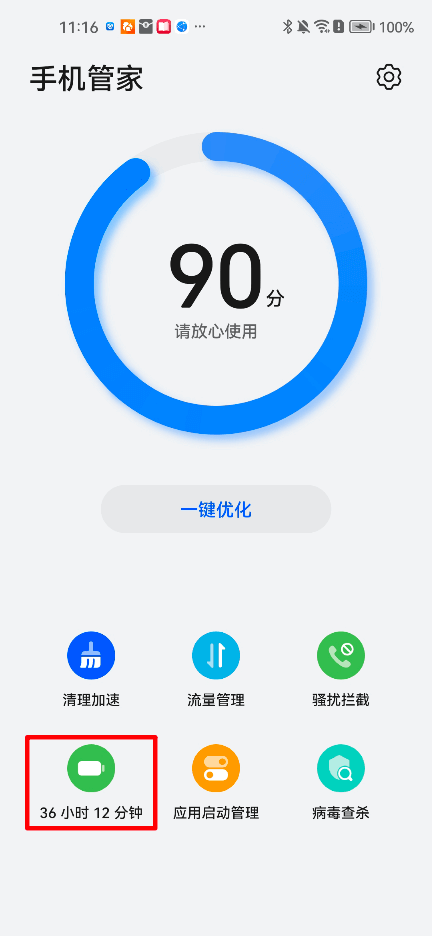 11:16 ··· 100%
手机管家
90分
请放心使用
一键优化
清理加速 流量管理 骚扰拦截
36 小时 12 分钟 应用启动管理 病毒查杀